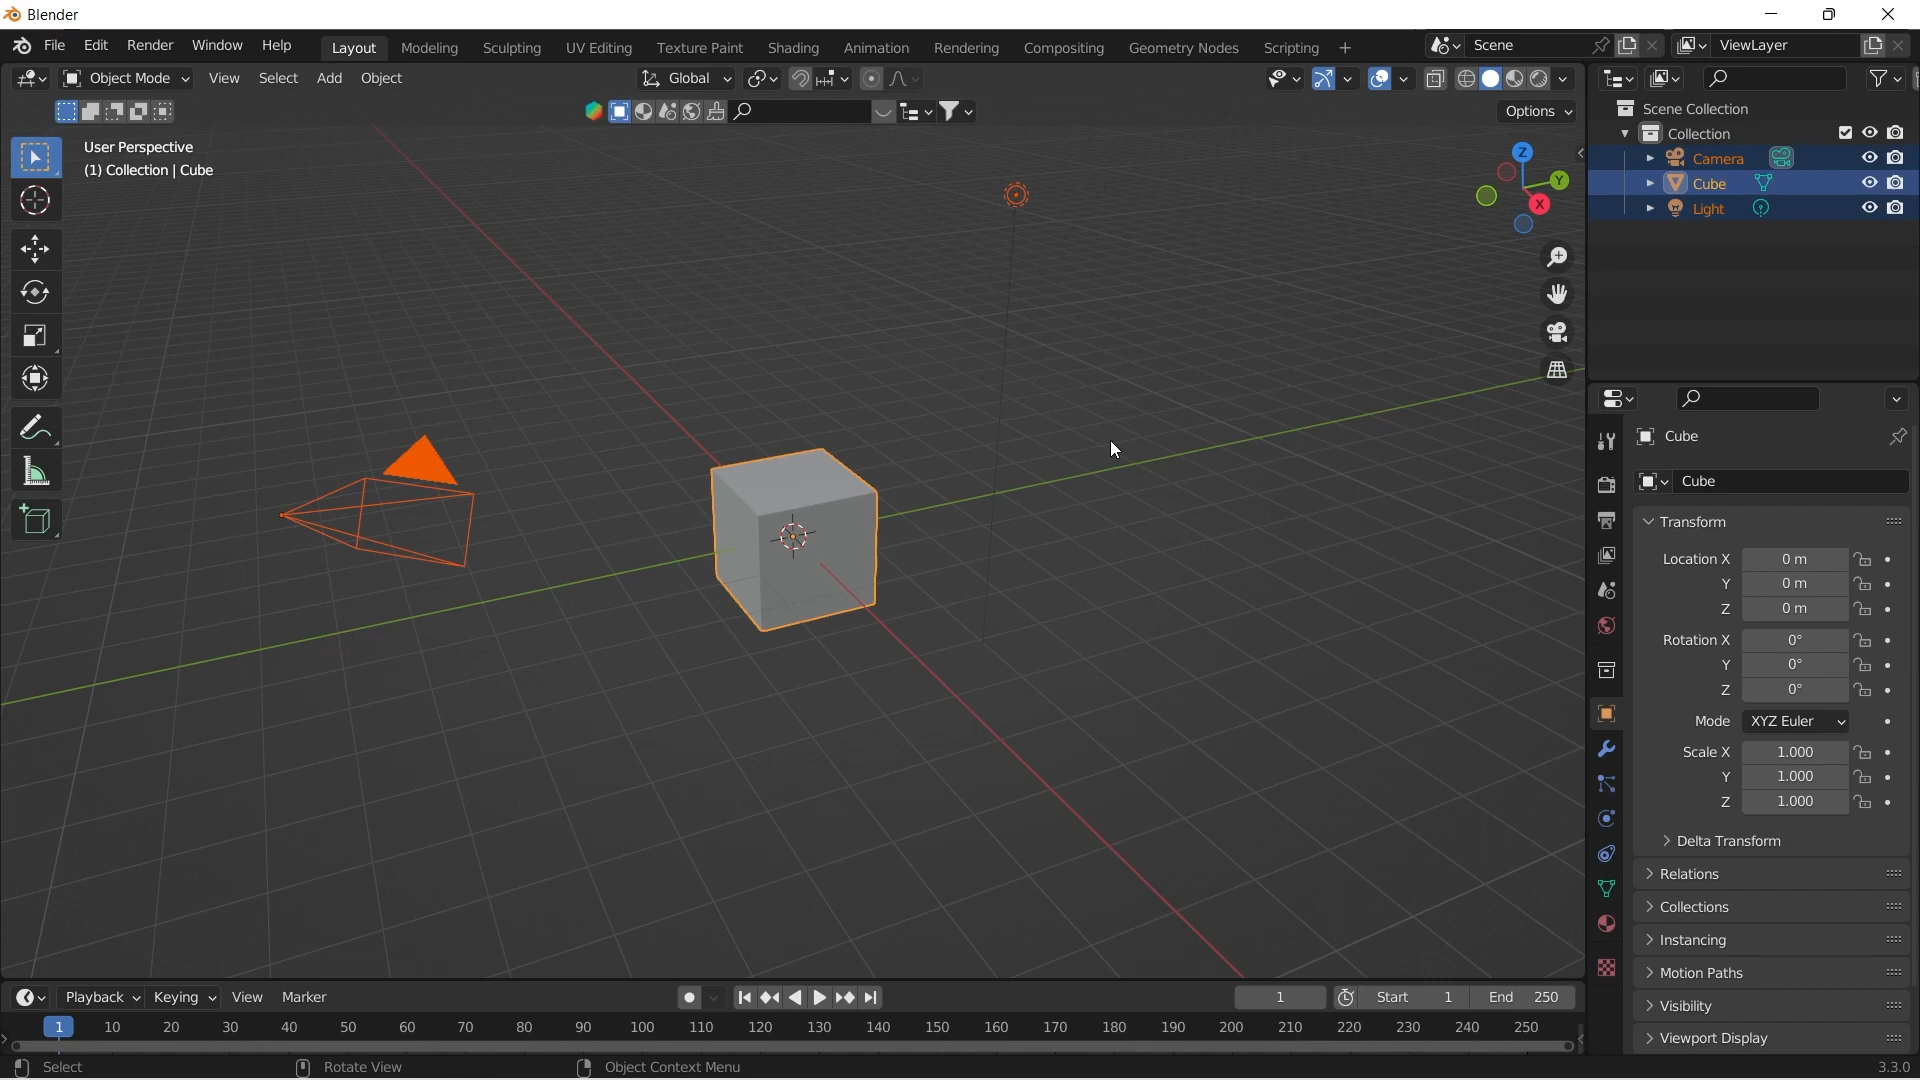 Blender
File Edit Render Window Help Layout Modeling Sculpting UV Editing Texture Paint Shading Animation Rendering Compositing Geometry Nodes Scripting + Scene ViewLayer
Object Mode View Select Add Object Global
Options
User Perspective
(1) Collection | Cube
Z
Y
X
Scene Collection
Collection
Camera
Cube
Light
Cube
Cube
Transform
Location X 0 m
Y 0 m
Z 0 m
Rotation X 0°
Y 0°
Z 0°
Mode XYZ Euler
Scale X 1.000
Y 1.000
Z 1.000
Delta Transform
Relations
Collections
Instancing
Motion Paths
Visibility
Viewport Display
Playback Keying View Marker 1 Start 1 End 250
1 10 20 30 40 50 60 70 80 90 100 110 120 130 140 150 160 170 180 190 200 210 220 230 240 250
Select Rotate View Object Context Menu 3.3.0